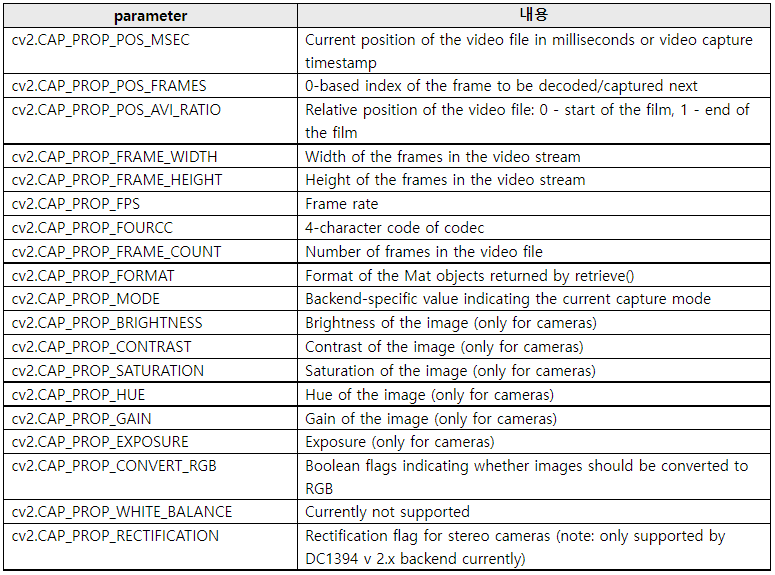 parameter 내용
cv2.CAP_PROP_POS_MSEC Current position of the video file in milliseconds or video capture
timestamp
cv2.CAP_PROP_POS_FRAMES 0-based index of the frame to be decoded/captured next
cv2.CAP_PROP_POS_AVI_RATIO Relative position of the video file: 0 - start of the film, 1 - end of
the film
cv2.CAP_PROP_FRAME_WIDTH Width of the frames in the video stream
cv2.CAP_PROP_FRAME_HEIGHT Height of the frames in the video stream
cv2.CAP_PROP_FPS Frame rate
cv2.CAP_PROP_FOURCC 4-character code of codec
cv2.CAP_PROP_FRAME_COUNT Number of frames in the video file
cv2.CAP_PROP_FORMAT Format of the Mat objects returned by retrieve()
cv2.CAP_PROP_MODE Backend-specific value indicating the current capture mode
cv2.CAP_PROP_BRIGHTNESS Brightness of the image (only for cameras)
cv2.CAP_PROP_CONTRAST Contrast of the image (only for cameras)
cv2.CAP_PROP_SATURATION Saturation of the image (only for cameras)
cv2.CAP_PROP_HUE Hue of the image (only for cameras)
cv2.CAP_PROP_GAIN Gain of the image (only for cameras)
cv2.CAP_PROP_EXPOSURE Exposure (only for cameras)
cv2.CAP_PROP_CONVERT_RGB Boolean flags indicating whether images should be converted to
RGB
cv2.CAP_PROP_WHITE_BALANCE Currently not supported
cv2.CAP_PROP_RECTIFICATION Rectification flag for stereo cameras (note: only supported by
DC1394 v 2.x backend currently)